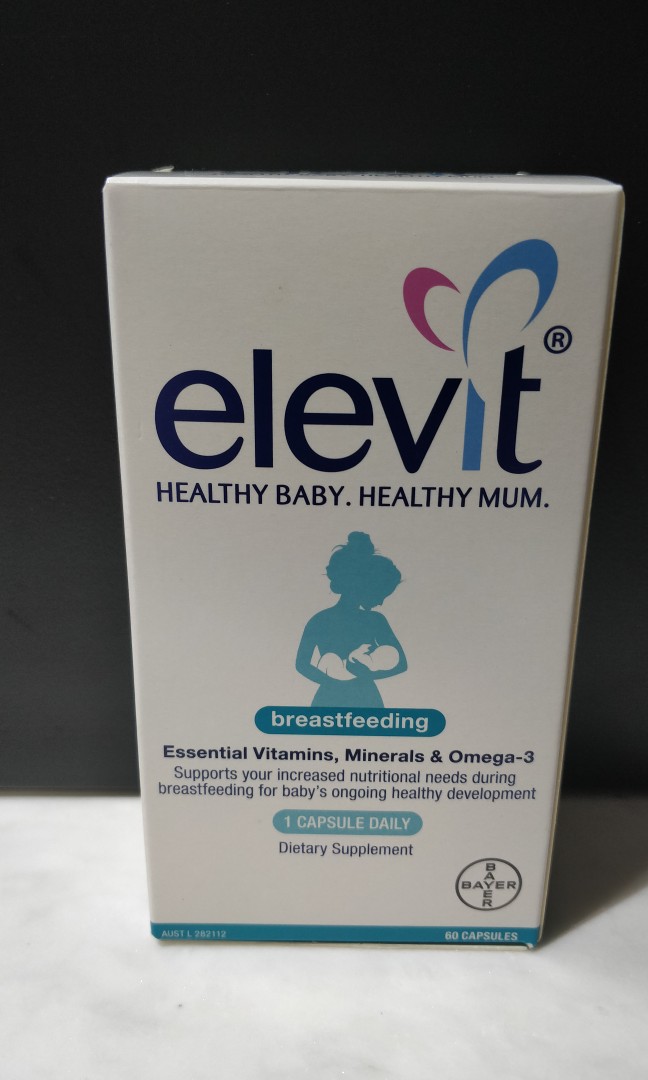 elevit®
HEALTHY BABY. HEALTHY MUM.
breastfeeding
Essential Vitamins, Minerals & Omega-3
Supports your increased nutritional needs during
breastfeeding for baby's ongoing healthy development
1 CAPSULE DAILY
Dietary Supplement
BAYER
BAYER
AUST L 282112
60 CAPSULES